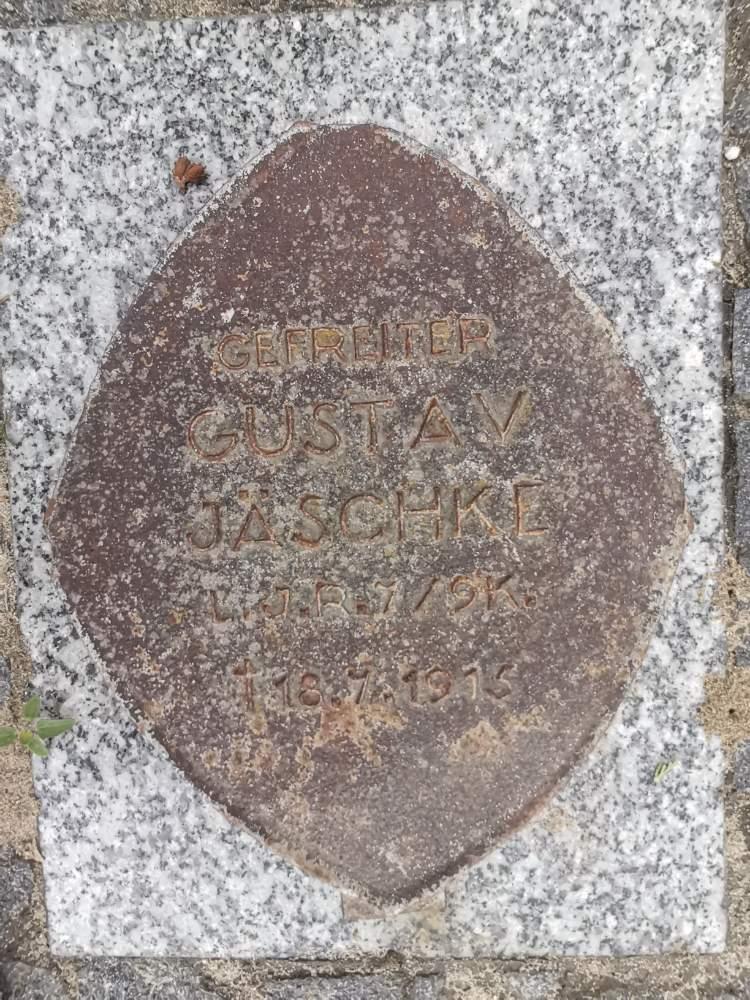 GEFREITER
GUSTAV
JÄSCHKE
L.J.R.7/9K.
†18.7.1915